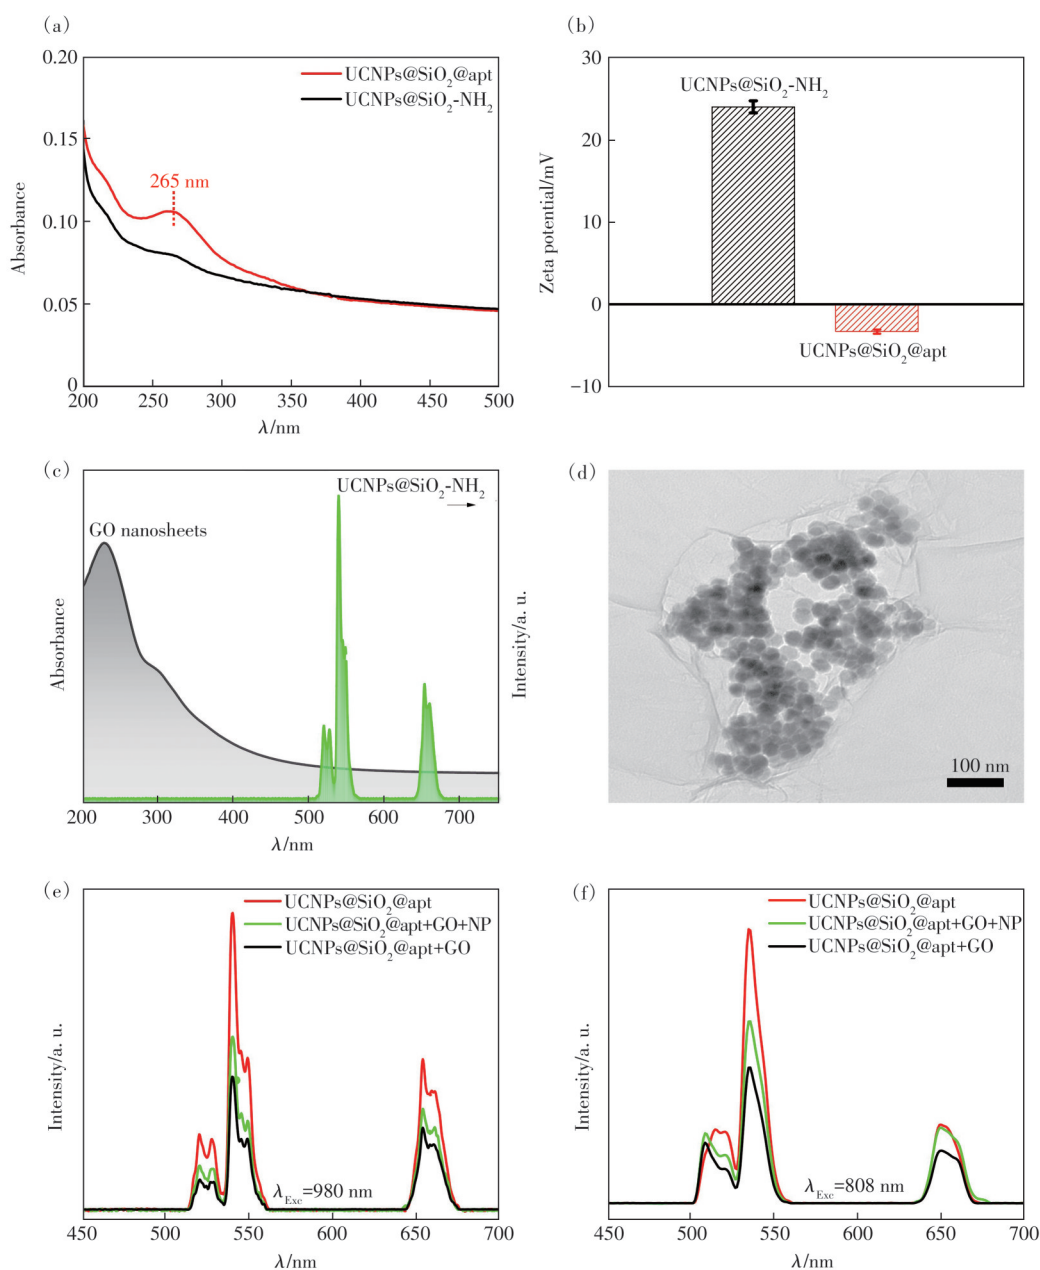 (a)
0.20
0.15
0.10
0.05
0
Absorbance
UCNPs@SiO₂@apt
UCNPs@SiO₂-NH₂
265 nm
200 250 300 350 400 450 500
λ/nm
(b)
30
20
10
0
−10
Zeta potential/mV
UCNPs@SiO₂-NH₂
UCNPs@SiO₂@apt
(c)
Absorbance
GO nanosheets
UCNPs@SiO₂-NH₂
Intensity/a. u.
200 300 400 500 600 700
λ/nm
(d)
100 nm
(e)
Intensity/a. u.
UCNPs@SiO₂@apt
UCNPs@SiO₂@apt+GO+NP
UCNPs@SiO₂@apt+GO
λExc=980 nm
450 500 550 600 650 700
λ/nm
(f)
Intensity/a. u.
UCNPs@SiO₂@apt
UCNPs@SiO₂@apt+GO+NP
UCNPs@SiO₂@apt+GO
λExc=808 nm
450 500 550 600 650 700
λ/nm